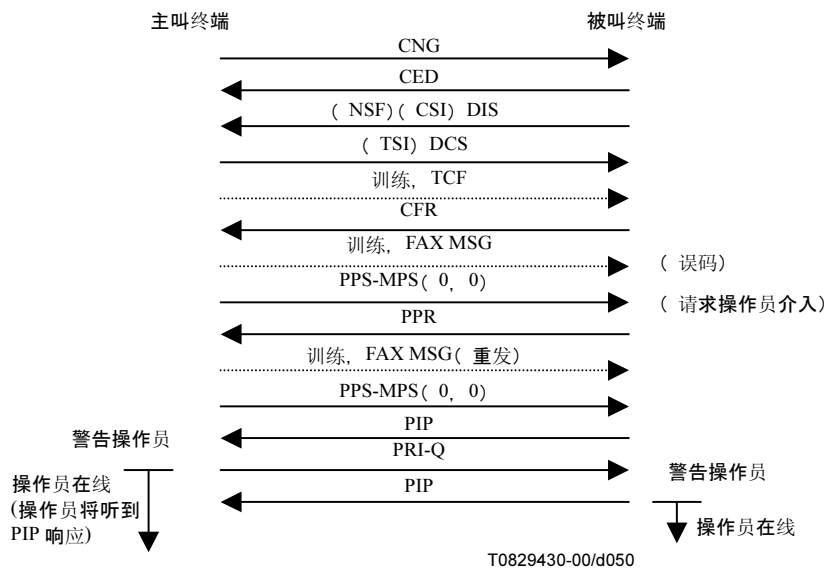 主叫终端
被叫终端
CNG
CED
( NSF)( CSI) DIS
( TSI) DCS
训练, TCF
CFR
训练, FAX MSG
( 误码)
PPS-MPS( 0, 0)
( 请求操作员介入)
PPR
训练, FAX MSG( 重发)
PPS-MPS( 0, 0)
PIP
警告操作员
PRI-Q
警告操作员
操作员在线
(操作员将听到
PIP 响应)
PIP
操作员在线
T0829430-00/d050